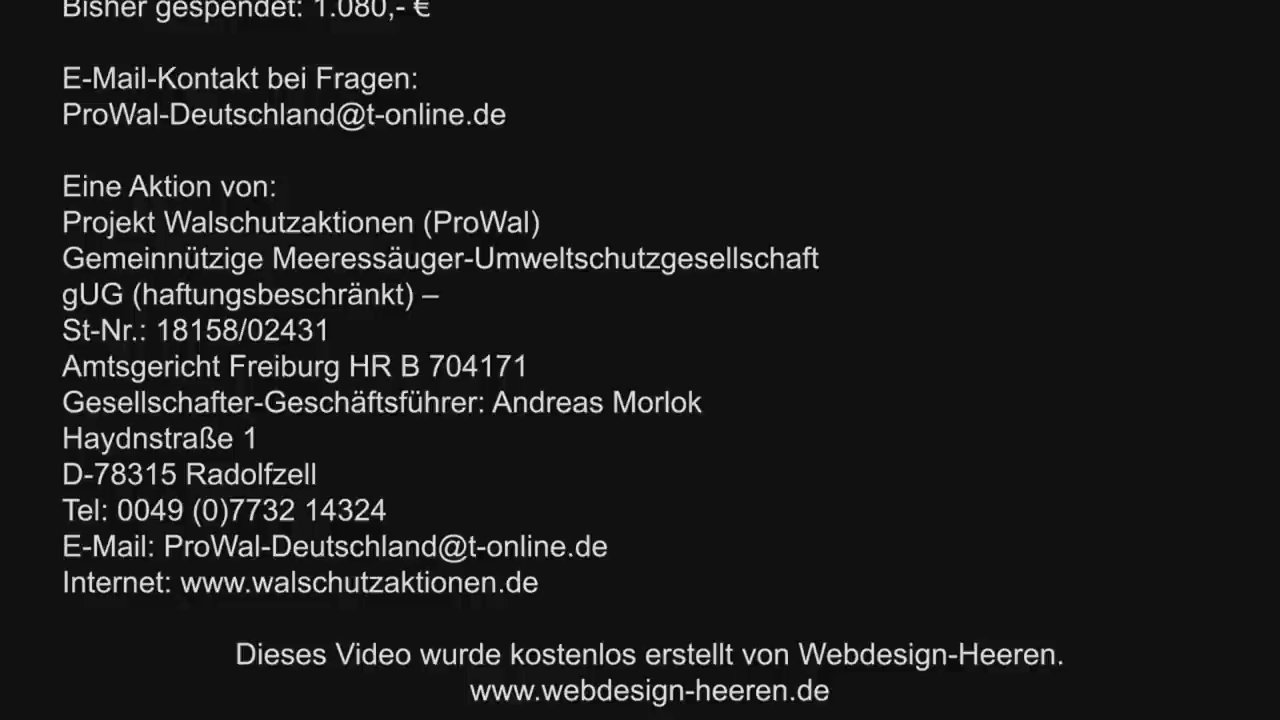 Bisher gespendet: 1.080,- €
E-Mail-Kontakt bei Fragen:
ProWal-Deutschland@t-online.de
Eine Aktion von:
Projekt Walschutzaktionen (ProWal)
Gemeinnützige Meeressäuger-Umweltschutzgesellschaft
gUG (haftungsbeschränkt) –
St-Nr.: 18158/02431
Amtsgericht Freiburg HR B 704171
Gesellschafter-Geschäftsführer: Andreas Morlok
Haydnstraße 1
D-78315 Radolfzell
Tel: 0049 (0)7732 14324
E-Mail: ProWal-Deutschland@t-online.de
Internet: www.walschutzaktionen.de
Dieses Video wurde kostenlos erstellt von Webdesign-Heeren.
www.webdesign-heeren.de